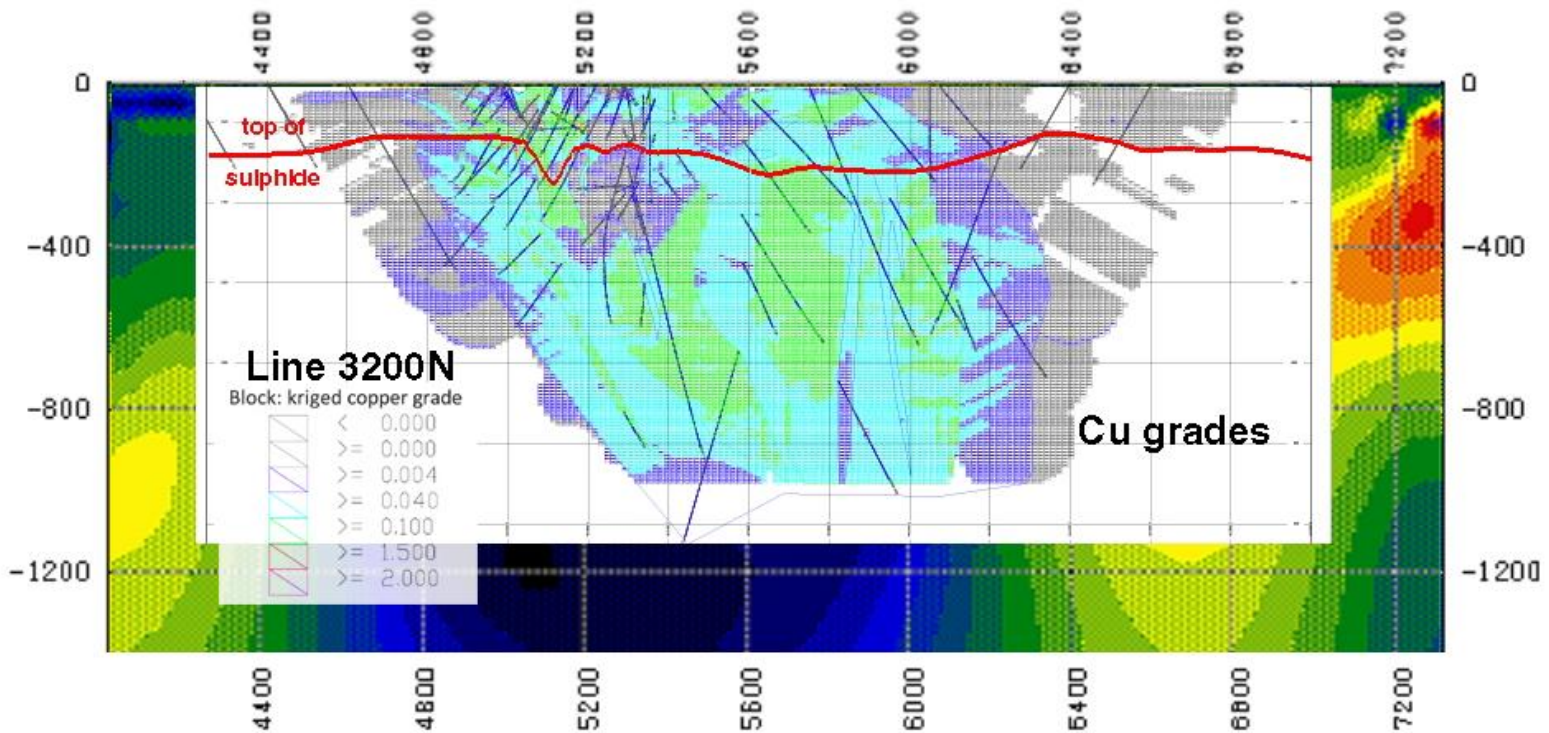 4400 4800 5200 5600 6000 6400 6800 7200
0 0
top of
sulphide
-400 -400
Line 3200N
Block: kriged copper grade
-800 -800
< 0.000
>= 0.000
Cu grades
>= 0.004
>= 0.040
>= 0.100
>= 1.500
-1200 -1200
>= 2.000
4400 4800 5200 5600 6000 6400 6800 7200